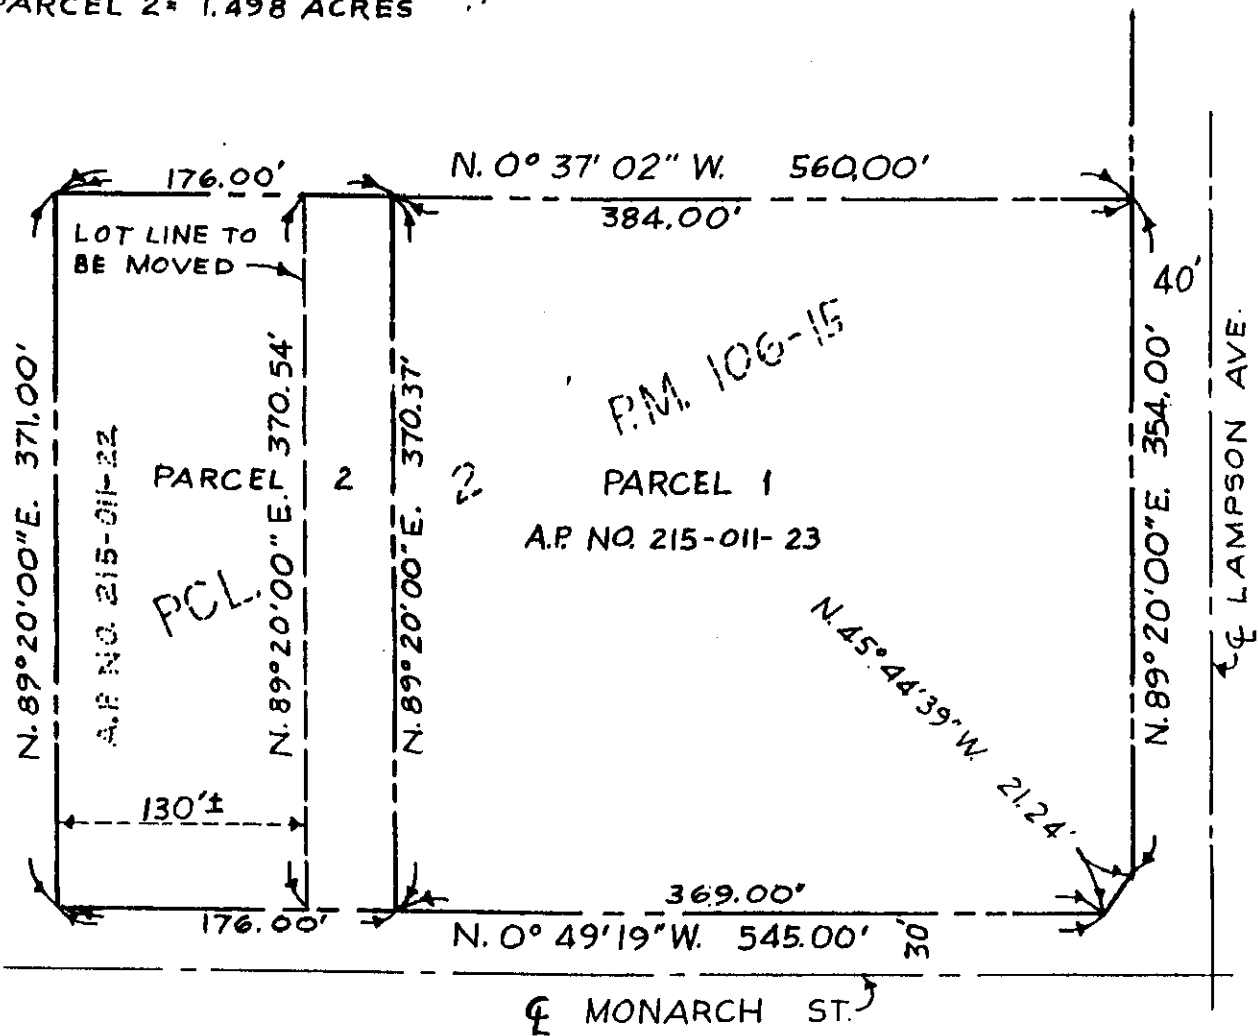 PARCEL 2= 1.498 ACRES
176.00'
N. 0° 37' 02" W. 560.00'
384.00'
LOT LINE TO
BE MOVED
40'
N. 89° 20' 00" E. 371.00'
A.P. NO. 215-011-22
PARCEL 2
PCL. 2
N. 89° 20' 00" E. 370.54'
N. 89° 20' 00" E. 370.37'
P.M. 106-15
PARCEL 1
A.P. NO. 215-011-23
N. 45° 44' 39" W. 21.24'
N. 89° 20' 00" E. 354.00'
℄ LAMPSON AVE.
130'±
176.00'
369.00'
N. 0° 49' 19" W. 545.00'
30'
℄ MONARCH ST.